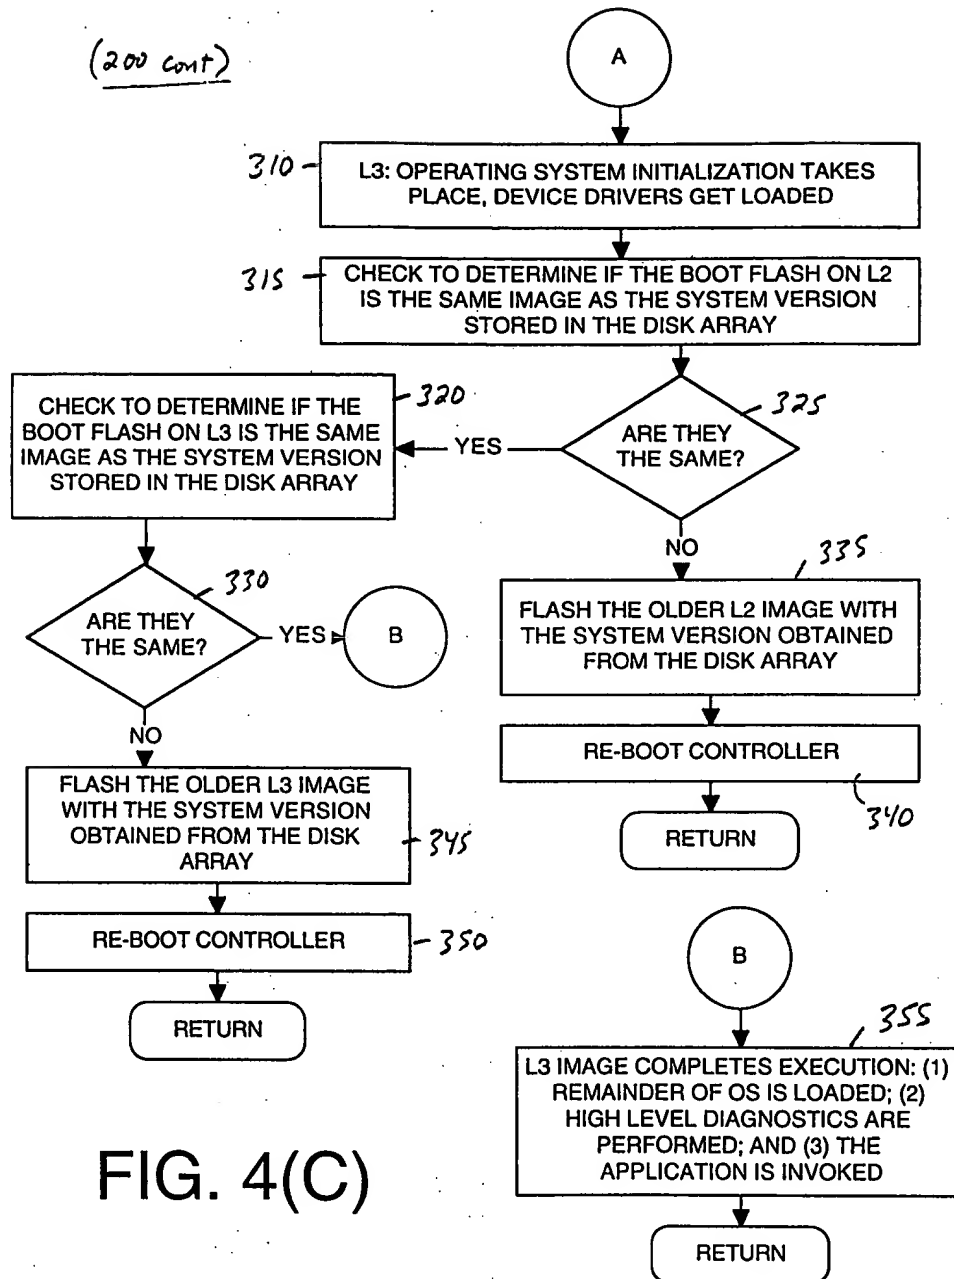 (200 cont)
A
310
L3: OPERATING SYSTEM INITIALIZATION TAKES
PLACE, DEVICE DRIVERS GET LOADED
315
CHECK TO DETERMINE IF THE BOOT FLASH ON L2
IS THE SAME IMAGE AS THE SYSTEM VERSION
STORED IN THE DISK ARRAY
320
CHECK TO DETERMINE IF THE
BOOT FLASH ON L3 IS THE SAME
IMAGE AS THE SYSTEM VERSION
STORED IN THE DISK ARRAY
YES
325
ARE THEY
THE SAME?
NO
330
ARE THEY
THE SAME?
YES
B
NO
335
FLASH THE OLDER L2 IMAGE WITH
THE SYSTEM VERSION OBTAINED
FROM THE DISK ARRAY
RE-BOOT CONTROLLER
340
RETURN
FLASH THE OLDER L3 IMAGE
WITH THE SYSTEM VERSION
OBTAINED FROM THE DISK
ARRAY
345
RE-BOOT CONTROLLER
350
RETURN
B
355
L3 IMAGE COMPLETES EXECUTION: (1)
REMAINDER OF OS IS LOADED; (2)
HIGH LEVEL DIAGNOSTICS ARE
PERFORMED; AND (3) THE
APPLICATION IS INVOKED
RETURN
FIG. 4(C)